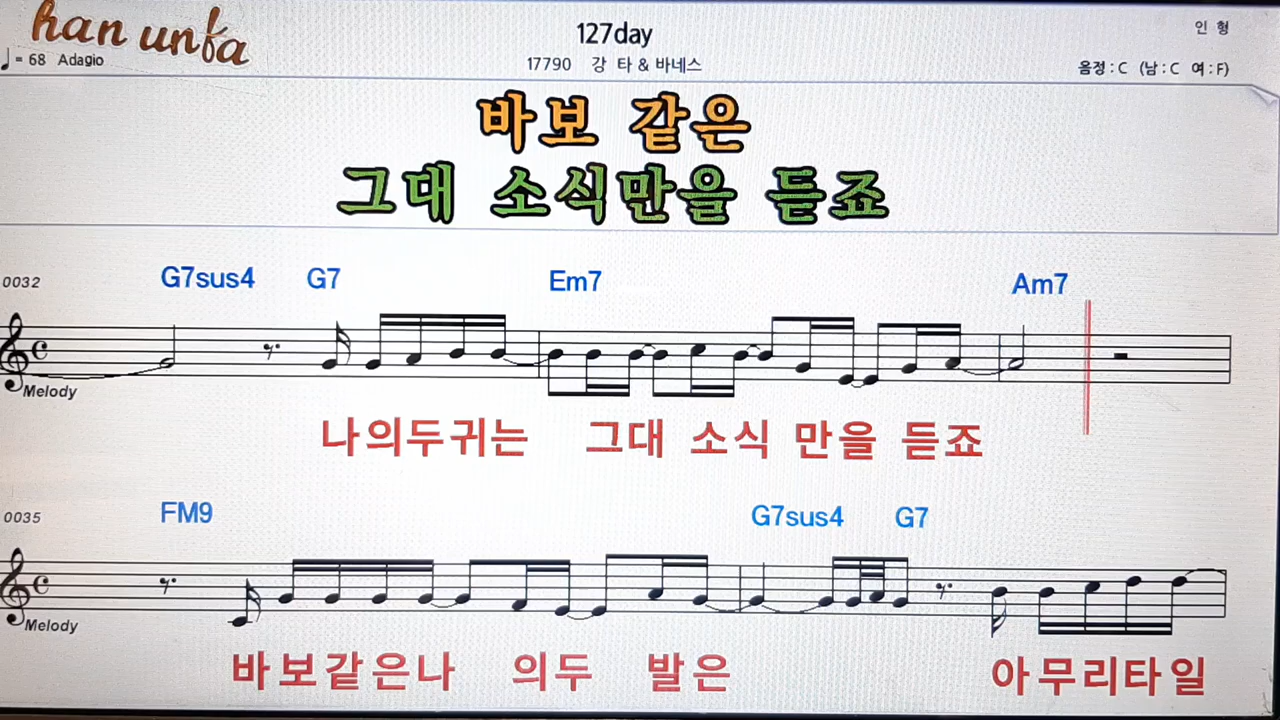 han unfa
127day
인 형
♩= 68 Adagio
17790 강 타 & 바네스
음정 : C (남 : C 여 : F)
바보 같은
그대 소식만을 듣죠
0032 G7sus4 G7 Em7 Am7
Melody
나의두귀는 그대 소식 만을 듣죠
0035 FM9 G7sus4 G7
Melody
바보같은나 의두 발은 아무리타일